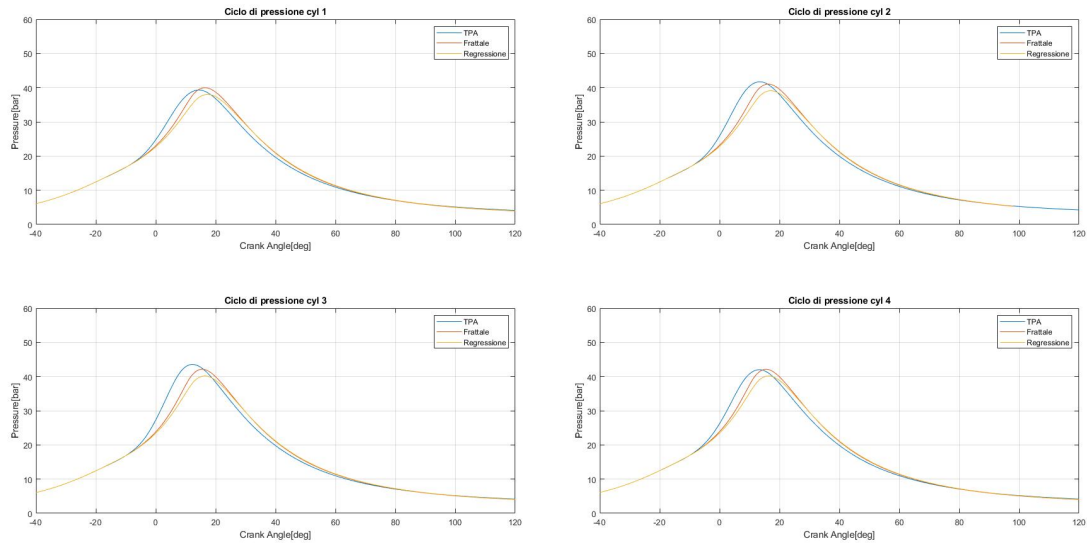 Ciclo di pressione cyl 1
60
50
40
30
20
10
0
Pressure[bar]
TPA
Frattale
Regressione
-40 -20 0 20 40 60 80 100 120
Crank Angle[deg]
Ciclo di pressione cyl 2
60
50
40
30
20
10
0
Pressure[bar]
TPA
Frattale
Regressione
-40 -20 0 20 40 60 80 100 120
Crank Angle[deg]
Ciclo di pressione cyl 3
60
50
40
30
20
10
0
Pressure[bar]
TPA
Frattale
Regressione
-40 -20 0 20 40 60 80 100 120
Crank Angle[deg]
Ciclo di pressione cyl 4
60
50
40
30
20
10
0
Pressure[bar]
TPA
Frattale
Regressione
-40 -20 0 20 40 60 80 100 120
Crank Angle[deg]